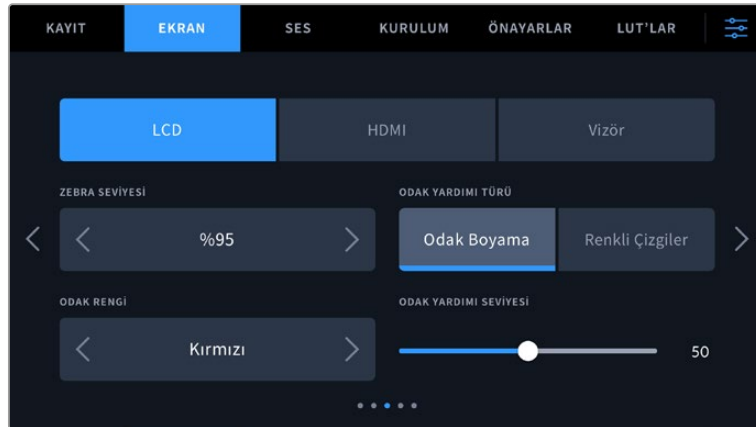 KAYIT EKRAN SES KURULUM ÖNAYARLAR LUT’LAR
LCD HDMI Vizör
ZEBRA SEVİYESİ ODAK YARDIMI TÜRÜ
%95 Odak Boyama Renkli Çizgiler
ODAK RENGİ ODAK YARDIMI SEVİYESİ
Kırmızı 50